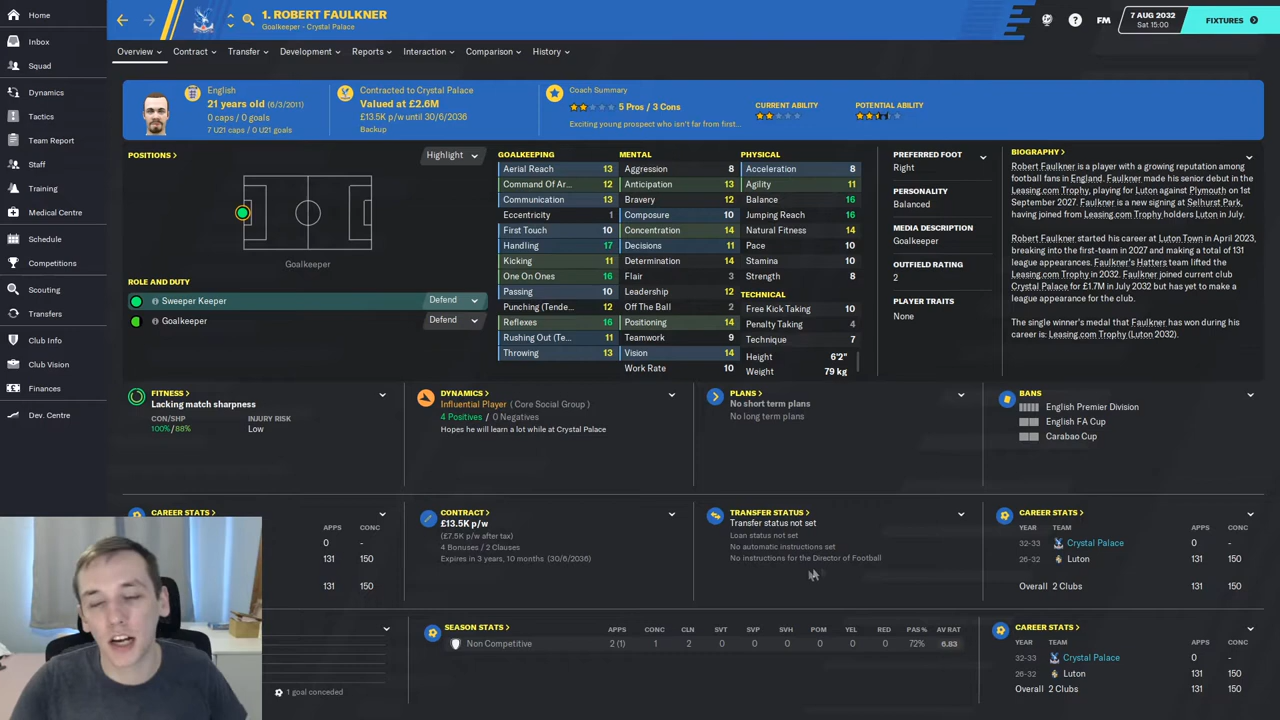 Home
1. ROBERT FAULKNER
Goalkeeper - Crystal Palace
FM
7 AUG 2032
Sat 15:00
FIXTURES
Inbox
Squad
Dynamics
Tactics
Team Report
Staff
Training
Medical Centre
Schedule
Competitions
Scouting
Transfers
Club Info
Club Vision
Finances
Dev. Centre
Overview
Contract
Transfer
Development
Reports
Interaction
Comparison
History
English
21 years old (6/3/2011)
0 caps / 0 goals
7 U21 caps / 0 U21 goals
Contracted to Crystal Palace
Valued at £2.6M
£13.5K p/w until 30/6/2036
Backup
Coach Summary
5 Pros / 3 Cons
Exciting young prospect who isn't far from first...
CURRENT ABILITY
POTENTIAL ABILITY
POSITIONS >
Highlight
Goalkeeper
ROLE AND DUTY
Sweeper Keeper Defend
Goalkeeper Defend
GOALKEEPING
Aerial Reach 13
Command Of Ar... 12
Communication 13
Eccentricity 1
First Touch 10
Handling 17
Kicking 11
One On Ones 16
Passing 10
Punching (Tende... 12
Reflexes 16
Rushing Out (Te... 11
Throwing 13
MENTAL
Aggression 8
Anticipation 13
Bravery 12
Composure 10
Concentration 14
Decisions 11
Determination 14
Flair 3
Leadership 12
Off The Ball 2
Positioning 14
Teamwork 9
Vision 14
Work Rate 10
PHYSICAL
Acceleration 8
Agility 11
Balance 16
Jumping Reach 16
Natural Fitness 14
Pace 10
Stamina 10
Strength 8
TECHNICAL
Free Kick Taking 10
Penalty Taking 4
Technique 7
Height 6'2"
Weight 79 kg
PREFERRED FOOT
Right
PERSONALITY
Balanced
MEDIA DESCRIPTION
Goalkeeper
OUTFIELD RATING
2
PLAYER TRAITS
None
BIOGRAPHY >
Robert Faulkner is a player with a growing reputation among
football fans in England. Faulkner made his senior debut in the
Leasing.com Trophy, playing for Luton against Plymouth on 1st
September 2027. Faulkner is a new signing at Selhurst Park,
having joined from Leasing.com Trophy holders Luton in July.
Robert Faulkner started his career at Luton Town in April 2023,
breaking into the first-team in 2027 and making a total of 131
league appearances. Faulkner's Hatters team lifted the
Leasing.com Trophy in 2032. Faulkner joined current club
Crystal Palace for £1.7M in July 2032 but has yet to make a
league appearance for the club.
The single winner's medal that Faulkner has won during his
career is: Leasing.com Trophy (Luton 2032).
FITNESS >
Lacking match sharpness
CON/SHP
100%/88%
INJURY RISK
Low
DYNAMICS >
Influential Player ( Core Social Group )
4 Positives / 0 Negatives
Hopes he will learn a lot while at Crystal Palace
PLANS >
No short term plans
No long term plans
BANS
English Premier Division
English FA Cup
Carabao Cup
CAREER STATS >
APPS CONC
0 -
131 150
131 150
CONTRACT >
£13.5K p/w
(£7.5K p/w after tax)
4 Bonuses / 2 Clauses
Expires in 3 years, 10 months (30/6/2036)
TRANSFER STATUS >
Transfer status not set
Loan status not set
No automatic instructions set
No instructions for the Director of Football
CAREER STATS >
YEAR TEAM APPS CONC
32-33 Crystal Palace 0 -
26-32 Luton 131 150
Overall 2 Clubs 131 150
1 goal conceded
SEASON STATS >
APPS CONC CLN SVT SVP SVH POM YEL RED PAS% AV RAT
Non Competitive 2 (1) 1 2 0 0 0 0 0 0 72% 6.83
CAREER STATS >
YEAR TEAM APPS CONC
32-33 Crystal Palace 0 -
26-32 Luton 131 150
Overall 2 Clubs 131 150